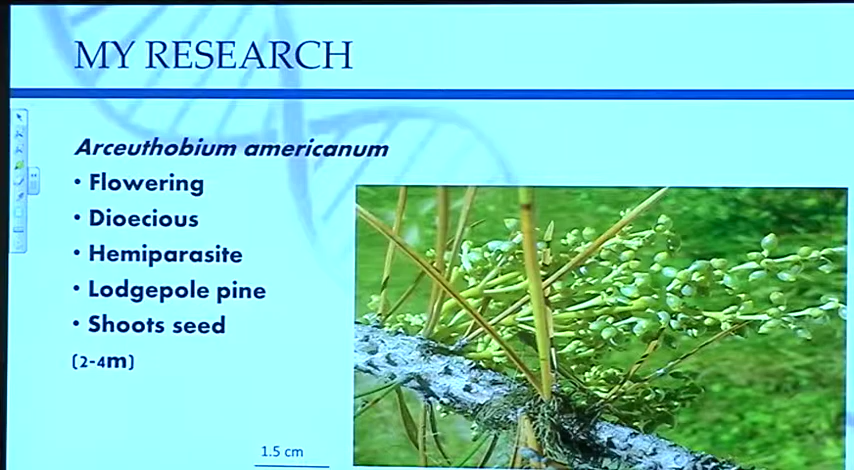 MY RESEARCH
Arceuthobium americanum
• Flowering
• Dioecious
• Hemiparasite
• Lodgepole pine
• Shoots seed
(2-4m)
1.5 cm